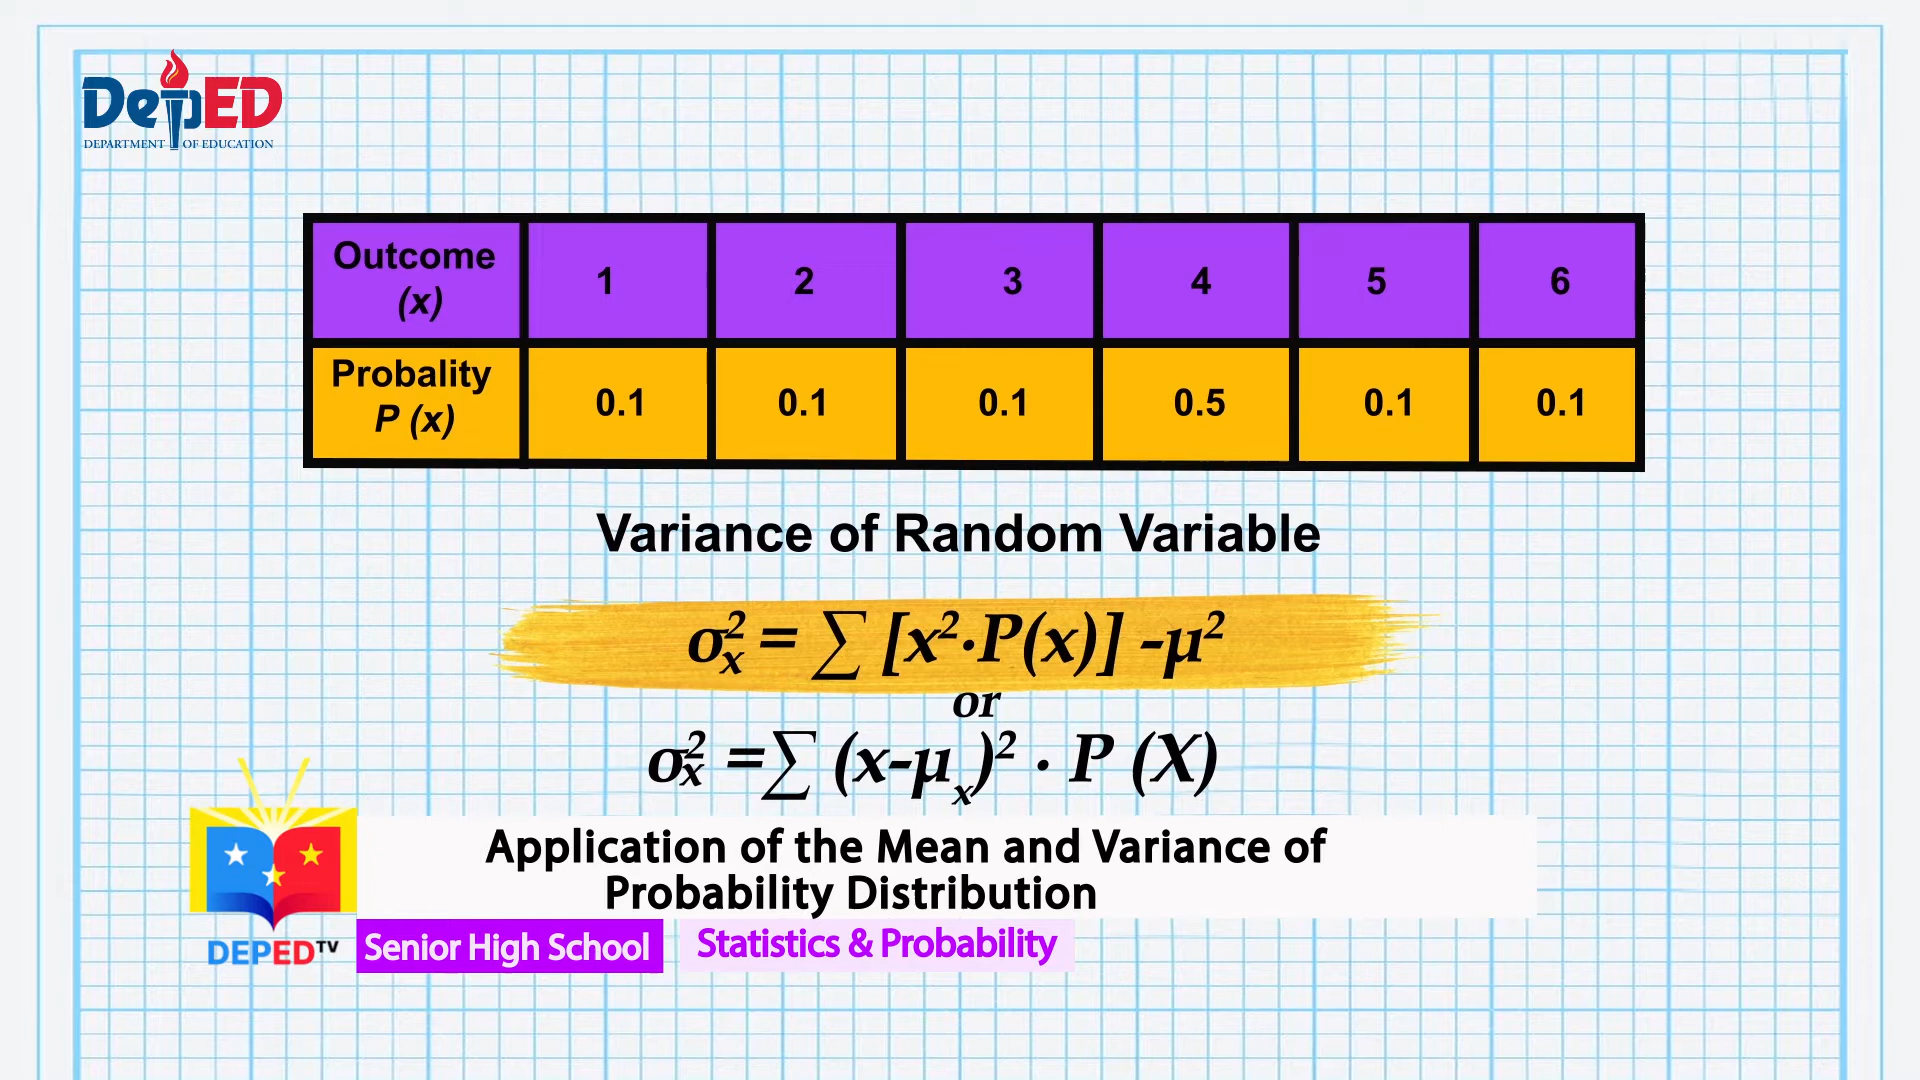 DepED
DEPARTMENT OF EDUCATION
Outcome (x) 1 2 3 4 5 6
Probality P (x) 0.1 0.1 0.1 0.5 0.1 0.1
Variance of Random Variable
σ²ₓ = ∑ [x²·P(x)] -μ²
or
σ²ₓ =∑ (x-μₓ)² · P (X)
Application of the Mean and Variance of
Probability Distribution
DEPED TV
Senior High School
Statistics & Probability